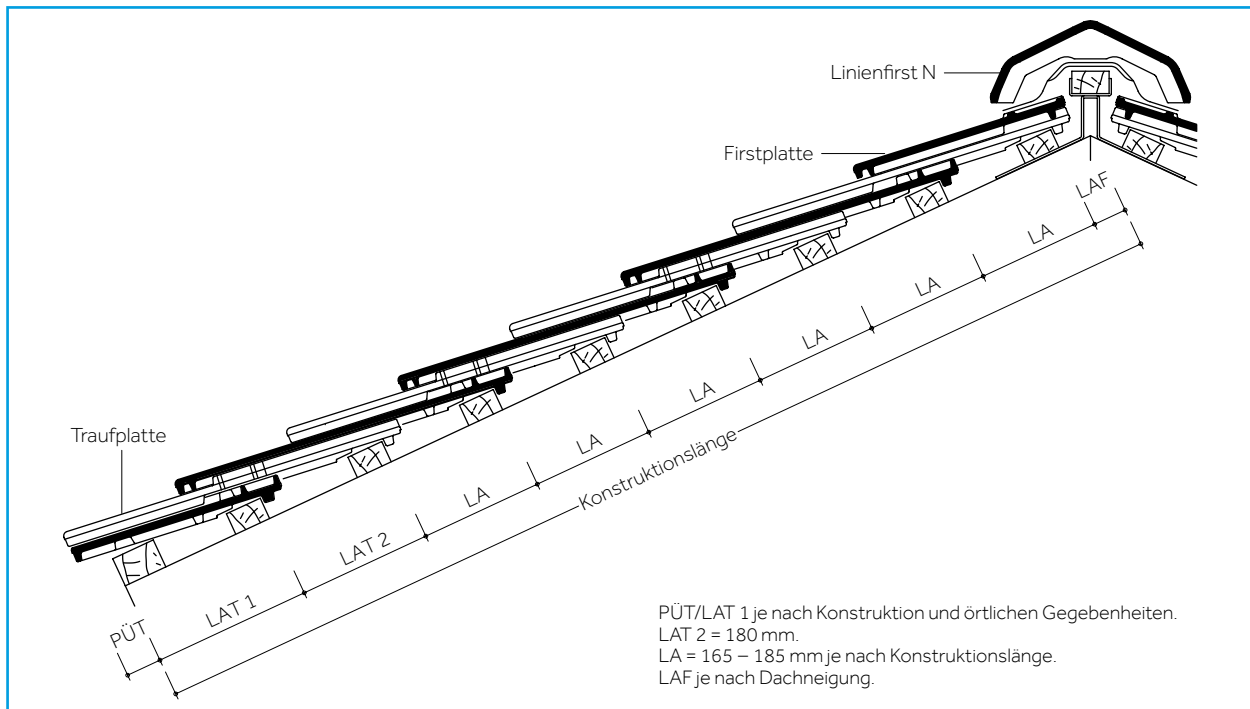 Linienfirst N
Firstplatte
Traufplatte
PÜT
LAT 1
LAT 2
LA
LA
LA
LA
LA
LA
LAF
Konstruktionslänge
PÜT/LAT 1 je nach Konstruktion und örtlichen Gegebenheiten.
LAT 2 = 180 mm.
LA = 165 – 185 mm je nach Konstruktionslänge.
LAF je nach Dachneigung.